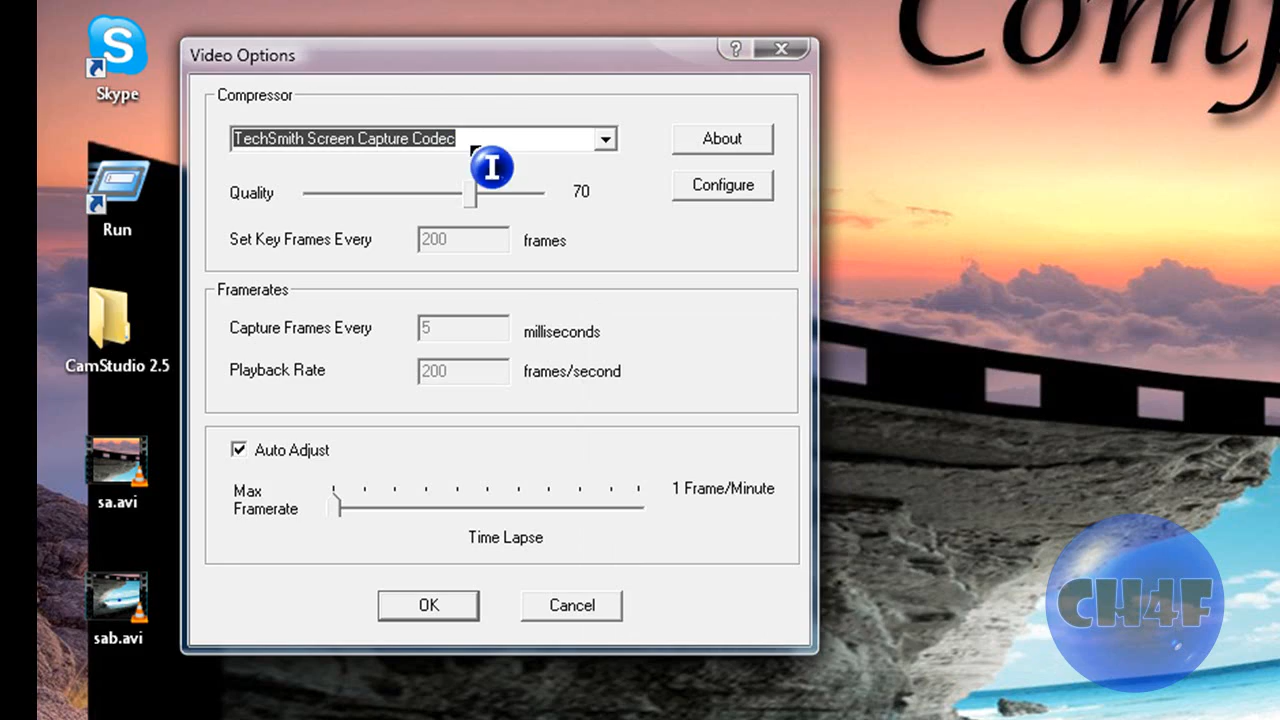 Comp
Skype
Run
CamStudio 2.5
sa.avi
sab.avi
Video Options
?
Compressor
TechSmith Screen Capture Codec
About
I
Quality
70
Configure
Set Key Frames Every
200
frames
Framerates
Capture Frames Every
5
milliseconds
Playback Rate
200
frames/second
Auto Adjust
Max
Framerate
1 Frame/Minute
Time Lapse
OK
Cancel
CH4F